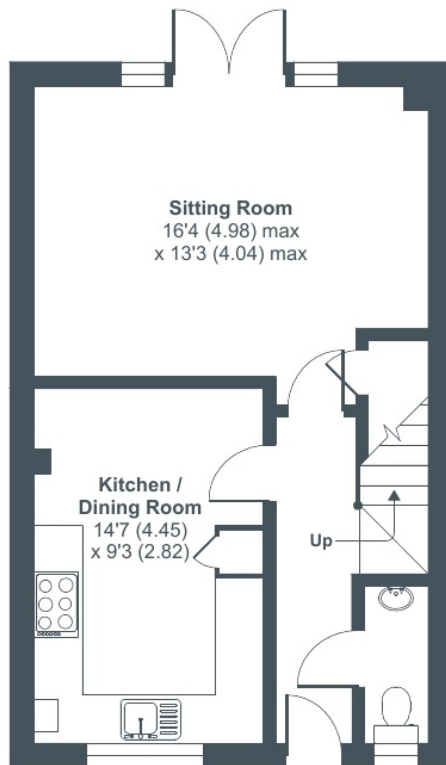 Sitting Room
16'4 (4.98) max
x 13'3 (4.04) max
Kitchen /
Dining Room
14'7 (4.45)
x 9'3 (2.82)
Up